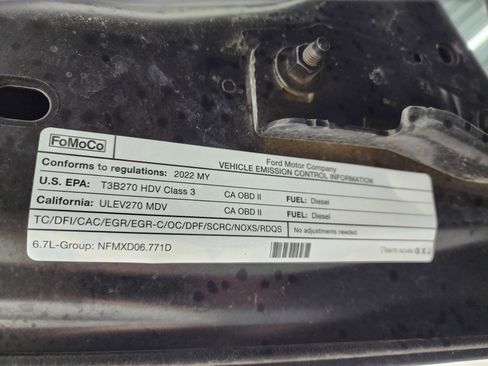 FoMoCo
Ford Motor Company
VEHICLE EMISSION CONTROL INFORMATION
Conforms to regulations: 2022 MY
U.S. EPA: T3B270 HDV Class 3 CA OBD II FUEL: Diesel
California: ULEV270 MDV CA OBD II FUEL: Diesel
TC/DFI/CAC/EGR/EGR-C/OC/DPF/SCRC/NOXS/RDQS No adjustments needed.
6.7L-Group: NFMXD06.771D